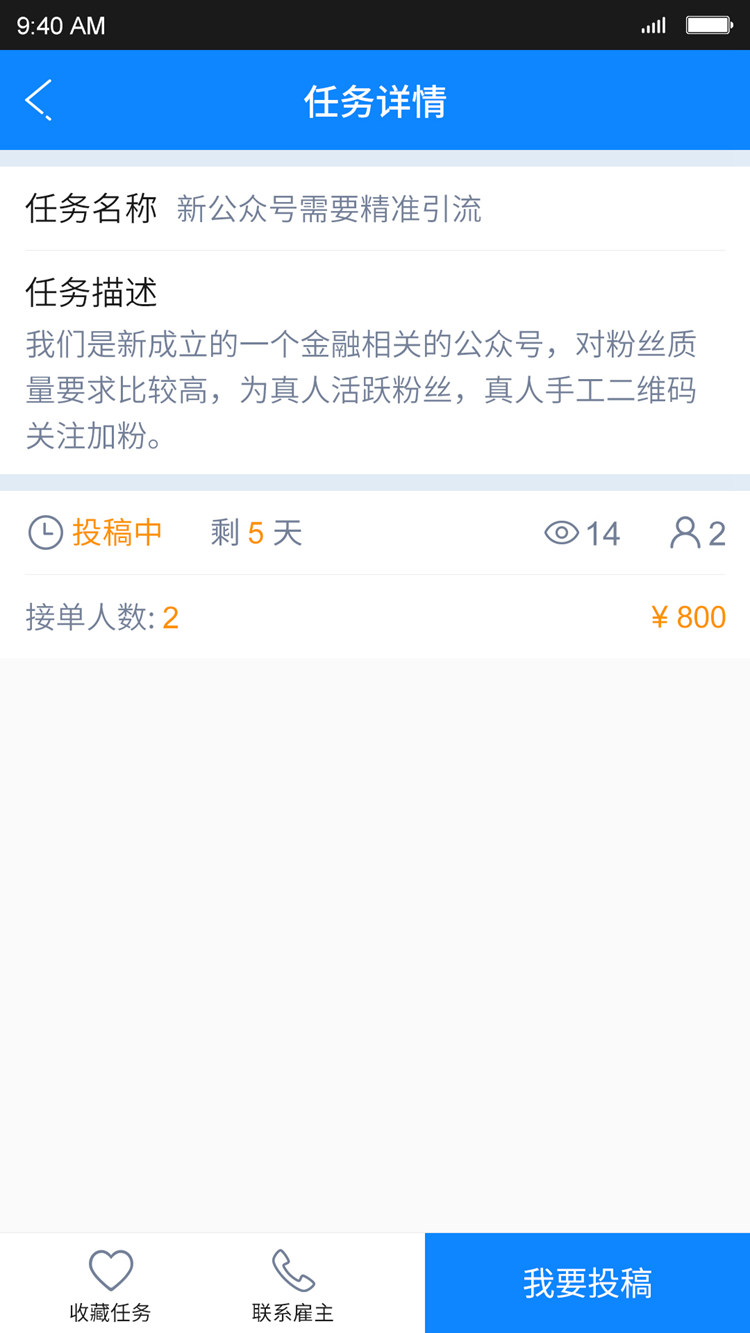 9:40 AM
任务详情
任务名称 新公众号需要精准引流
任务描述
我们是新成立的一个金融相关的公众号，对粉丝质
量要求比较高，为真人活跃粉丝，真人手工二维码
关注加粉。
投稿中 剩 5 天 14 2
接单人数: 2 ¥ 800
收藏任务 联系雇主 我要投稿